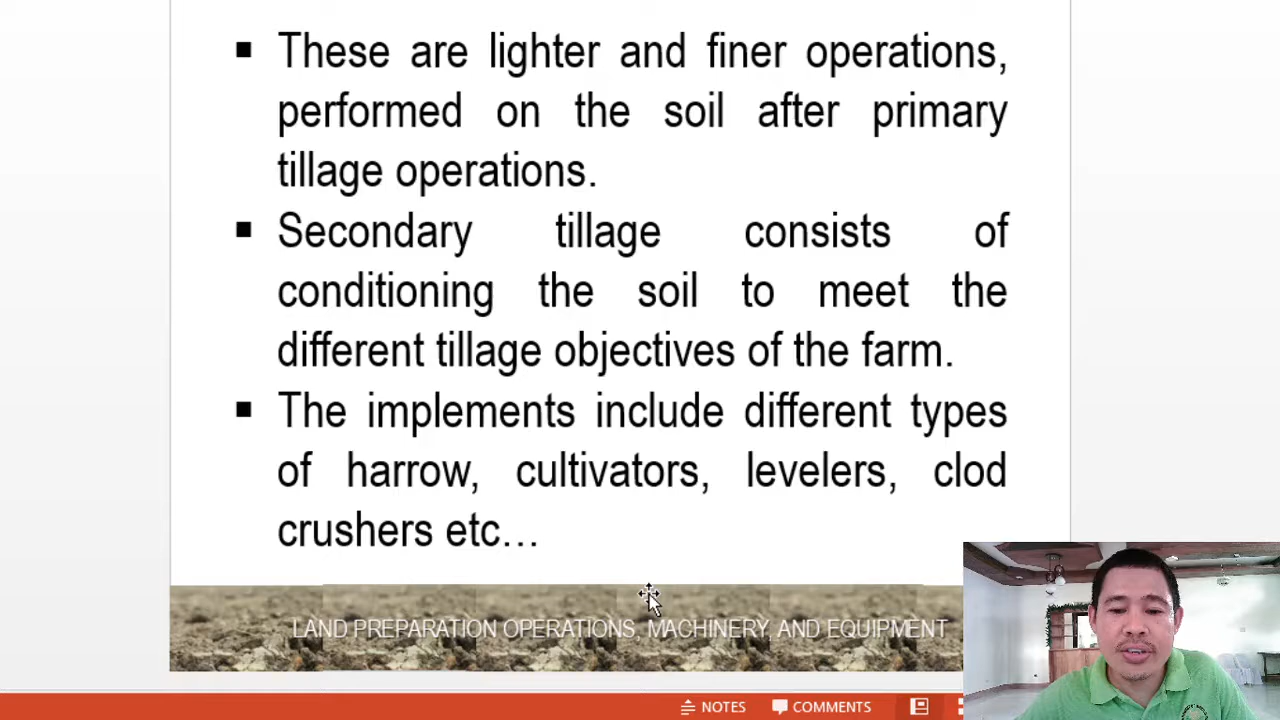 ▪ These are lighter and finer operations,
performed on the soil after primary
tillage operations.
▪ Secondary tillage consists of
conditioning the soil to meet the
different tillage objectives of the farm.
▪ The implements include different types
of harrow, cultivators, levelers, clod
crushers etc…
LAND PREPARATION OPERATIONS, MACHINERY, AND EQUIPMENT
NOTES COMMENTS